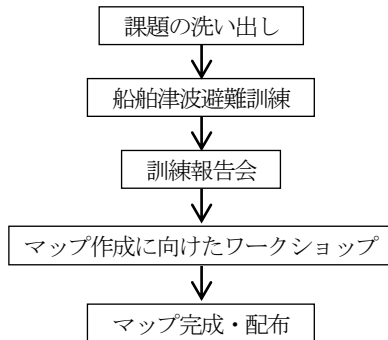 課題の洗い出し
船舶津波避難訓練
訓練報告会
マップ作成に向けたワークショップ
マップ完成・配布